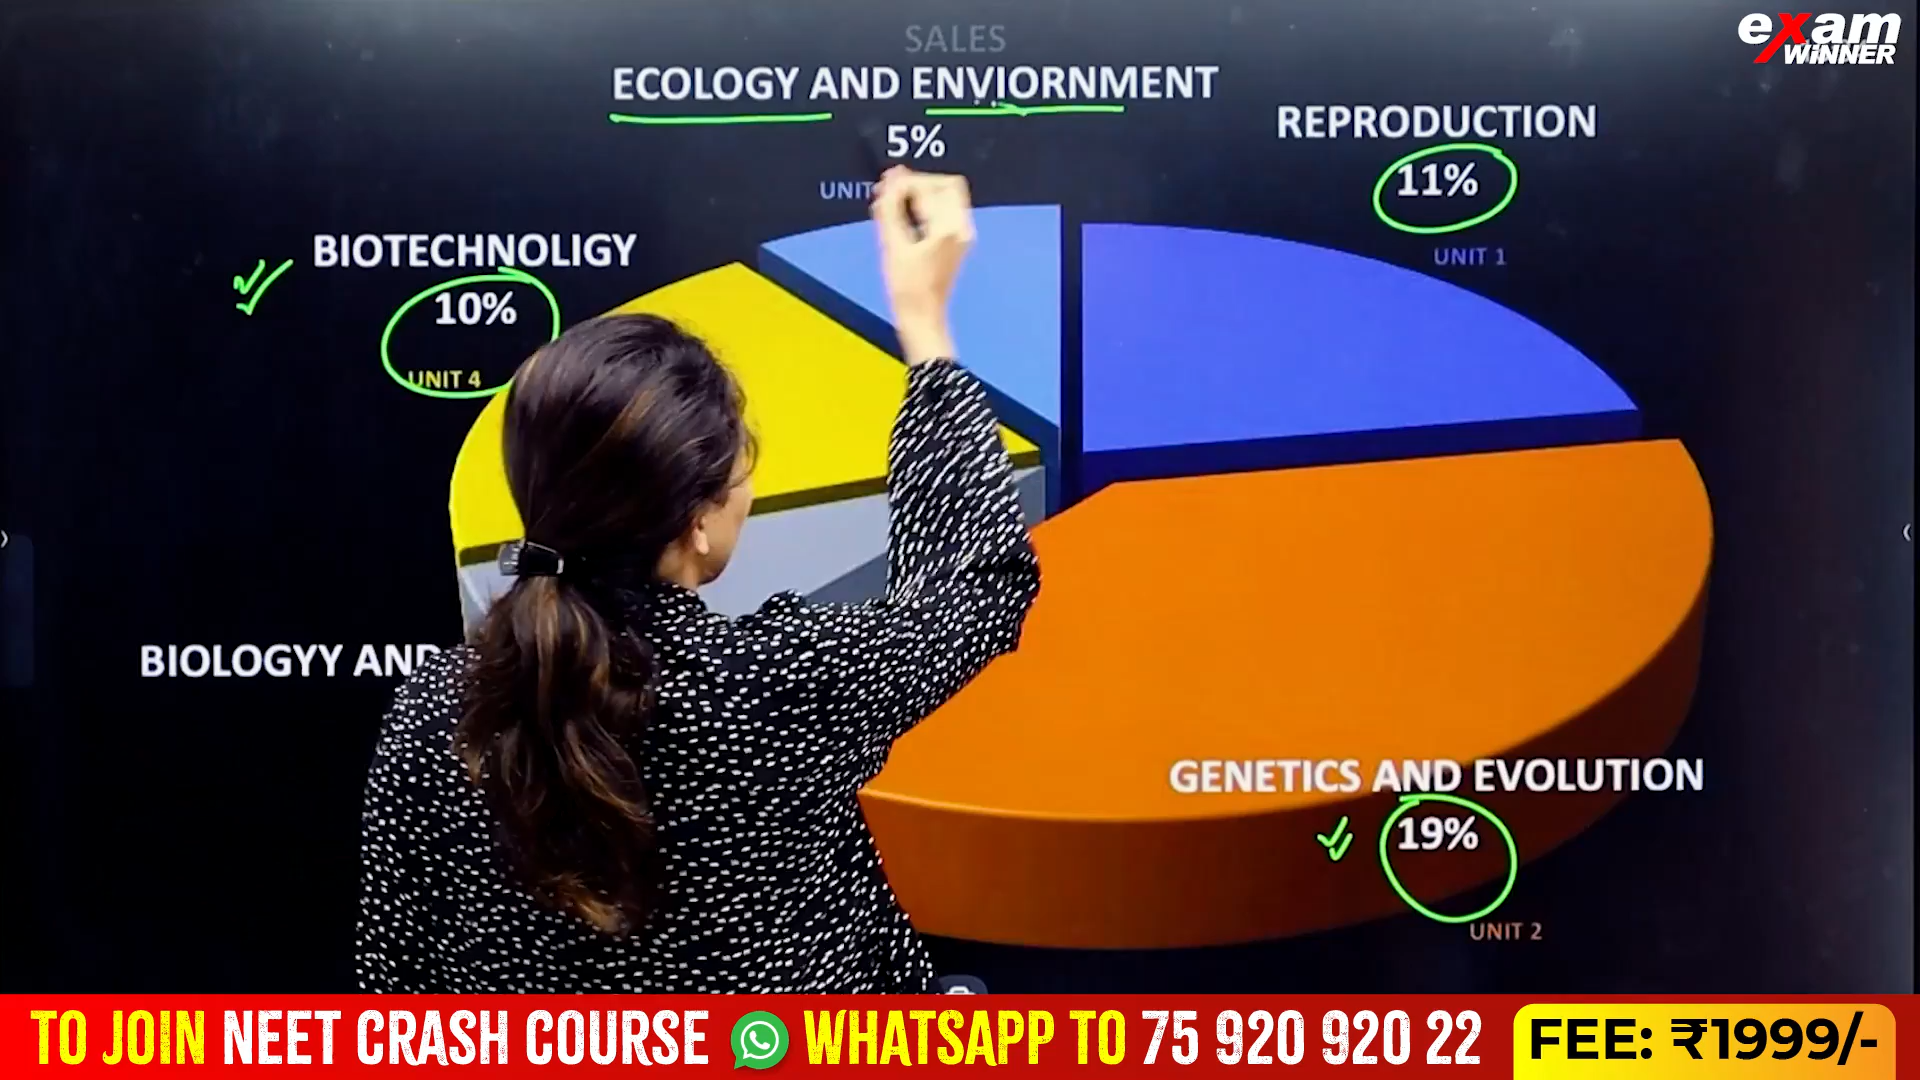 SALES
exam
WINNER
ECOLOGY AND ENVIORNMENT
5%
UNIT
REPRODUCTION
11%
UNIT 1
BIOTECHNOLIGY
10%
UNIT 4
BIOLOGYY AND
GENETICS AND EVOLUTION
19%
UNIT 2
TO JOIN NEET CRASH COURSE WHATSAPP TO 75 920 920 22
FEE: ₹1999/-